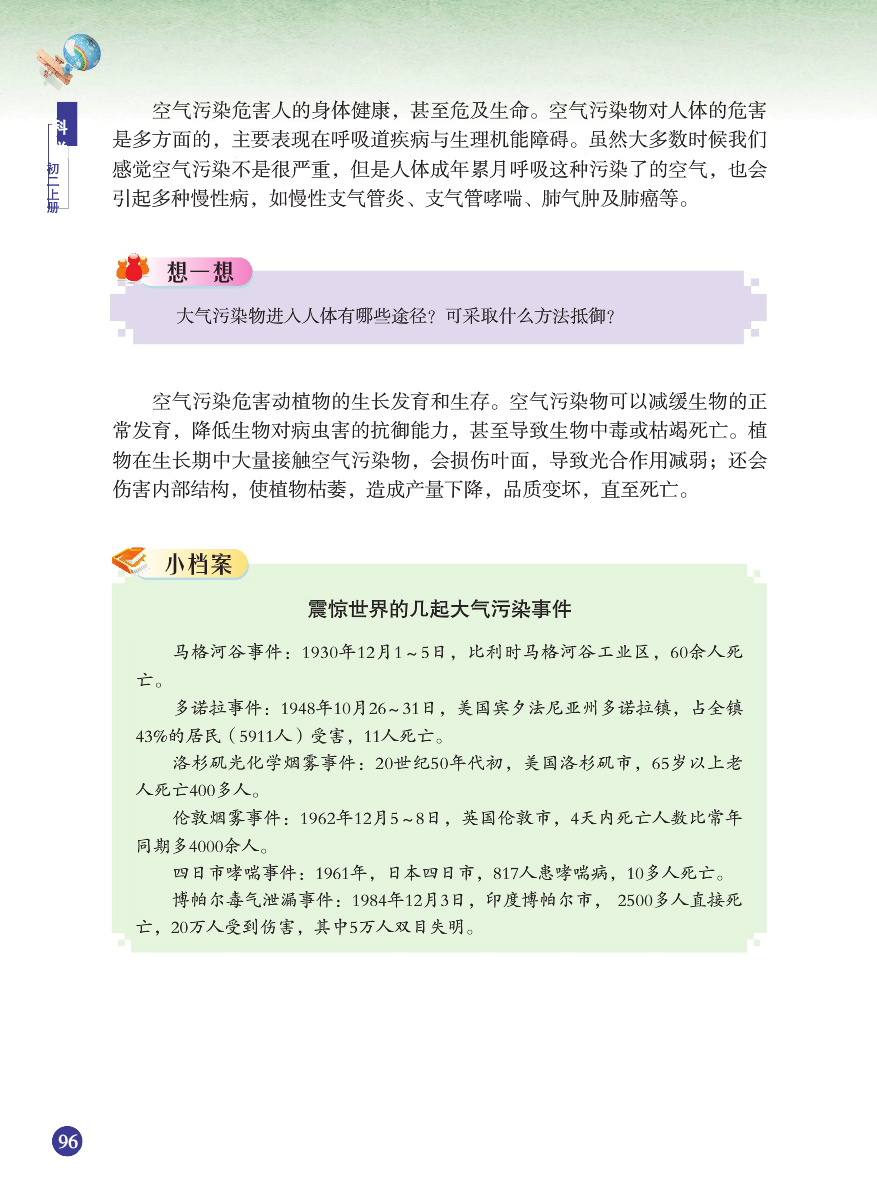 科
初二上册
空气污染危害人的身体健康，甚至危及生命。空气污染物对人体的危害
是多方面的，主要表现在呼吸道疾病与生理机能障碍。虽然大多数时候我们
感觉空气污染不是很严重，但是人体成年累月呼吸这种污染了的空气，也会
引起多种慢性病，如慢性支气管炎、支气管哮喘、肺气肿及肺癌等。
想一想
大气污染物进入人体有哪些途径？可采取什么方法抵御？
空气污染危害动植物的生长发育和生存。空气污染物可以减缓生物的正
常发育，降低生物对病虫害的抗御能力，甚至导致生物中毒或枯竭死亡。植
物在生长期中大量接触空气污染物，会损伤叶面，导致光合作用减弱；还会
伤害内部结构，使植物枯萎，造成产量下降，品质变坏，直至死亡。
小档案
震惊世界的几起大气污染事件
马格河谷事件：1930年12月1～5日，比利时马格河谷工业区，60余人死
亡。
多诺拉事件：1948年10月26～31日，美国宾夕法尼亚州多诺拉镇，占全镇
43%的居民（5911人）受害，11人死亡。
洛杉矶光化学烟雾事件：20世纪50年代初，美国洛杉矶市，65岁以上老
人死亡400多人。
伦敦烟雾事件：1962年12月5～8日，英国伦敦市，4天内死亡人数比常年
同期多4000余人。
四日市哮喘事件：1961年，日本四日市，817人患哮喘病，10多人死亡。
博帕尔毒气泄漏事件：1984年12月3日，印度博帕尔市， 2500多人直接死
亡，20万人受到伤害，其中5万人双目失明。
96